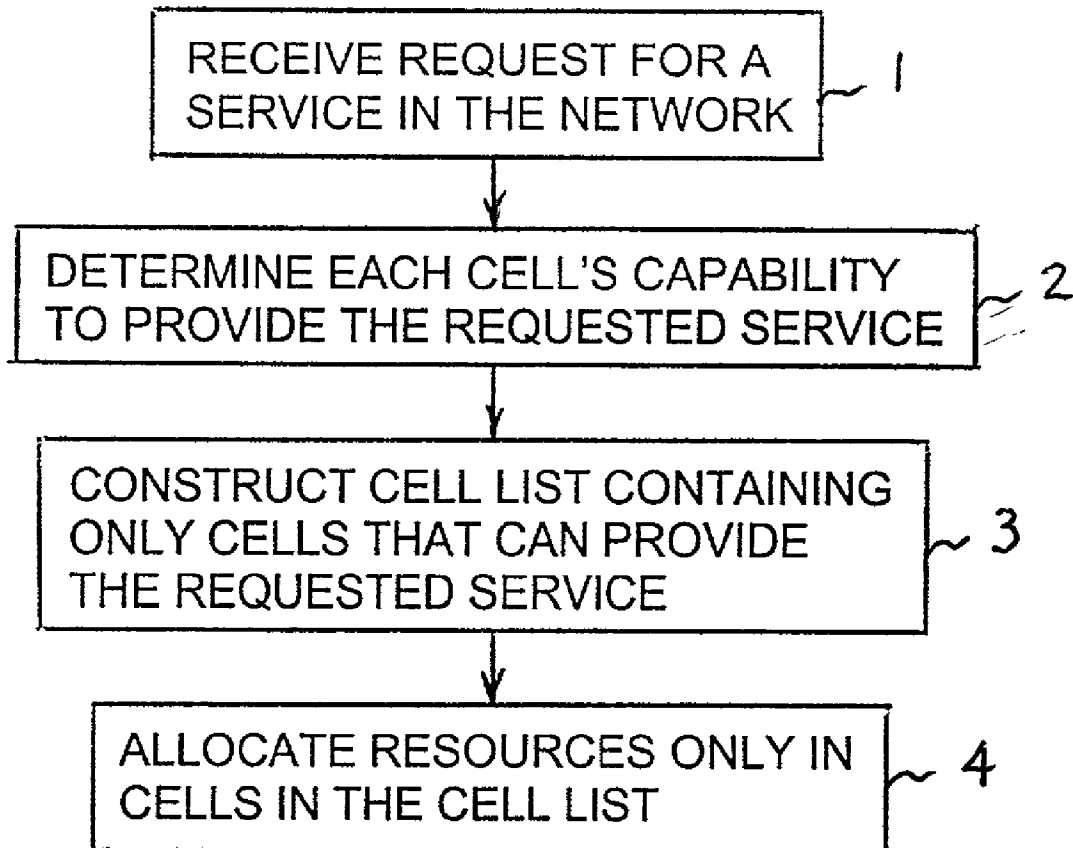 RECEIVE REQUEST FOR A
SERVICE IN THE NETWORK
1
DETERMINE EACH CELL'S CAPABILITY
TO PROVIDE THE REQUESTED SERVICE
2
CONSTRUCT CELL LIST CONTAINING
ONLY CELLS THAT CAN PROVIDE
THE REQUESTED SERVICE
3
ALLOCATE RESOURCES ONLY IN
CELLS IN THE CELL LIST
4